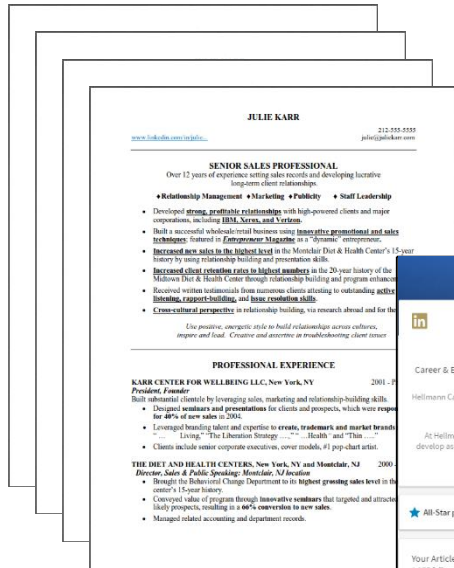 JULIE KARR
212-555-5555
www.linkedin.com/in/julie...
julie@juliekarr.com
SENIOR SALES PROFESSIONAL
Over 12 years of experience setting sales records and developing lucrative
long-term client relationships.
♦Relationship Management ♦Marketing ♦Publicity ♦ Staff Leadership
• Developed strong, profitable relationships with high-powered clients and major
corporations, including IBM, Xerox, and Verizon.
• Built a successful wholesale/retail business using innovative promotional and sales
techniques; featured in Entrepreneur Magazine as a "dynamic" entrepreneur.
• Increased new sales to the highest level in the Montclair Diet & Health Center's 15-year
history by using relationship building and presentation skills.
• Increased client retention rates to highest numbers in the 20-year history of the
Midtown Diet & Health Center through relationship building and program enhancem
• Received written testimonials from numerous clients attesting to outstanding active
listening, rapport-building, and issue resolution skills.
• Cross-cultural perspective in relationship building, via research abroad and for the
Use positive, energetic style to build relationships across cultures,
inspire and lead. Creative and assertive in troubleshooting client issues
PROFESSIONAL EXPERIENCE
KARR CENTER FOR WELLBEING LLC, New York, NY 2001 - P
President, Founder
Built substantial clientele by leveraging sales, marketing and relationship-building skills.
• Designed seminars and presentations for clients and prospects, which were respon
for 40% of new sales in 2004.
• Leveraged branding talent and expertise to create, trademark and market brands
"... Living," "The Liberation Strategy ....," "...Health" and "Thin ...."
• Clients include senior corporate executives, cover models, #1 pop-chart artist.
THE DIET AND HEALTH CENTERS, New York, NY and Montclair, NJ 2000 -
Director, Sales & Public Speaking: Montclair, NJ location
• Brought the Behavioral Change Department to its highest grossing sales level in th
center's 15-year history.
• Conveyed value of program through innovative seminars that targeted and attracte
likely prospects, resulting in a 66% conversion to new sales.
• Managed related accounting and department records.
in
Career & E
Hellmann Ca
At Hellm
develop as
All-Star p
Your Article